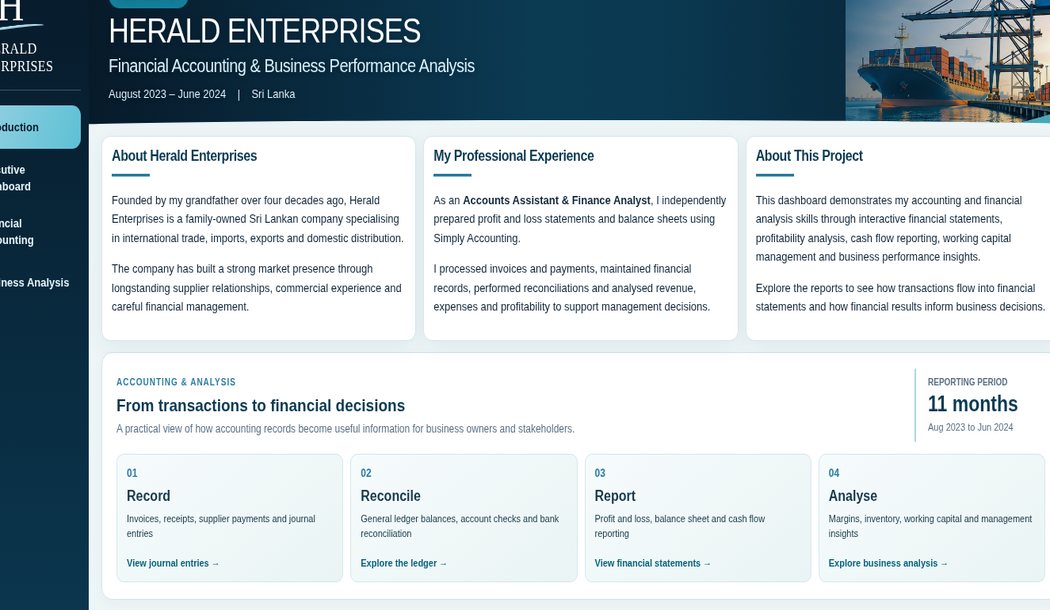 H
RALD
RPRISES
oduction
utive
nboard
ncial
ounting
iness Analysis
HERALD ENTERPRISES
Financial Accounting & Business Performance Analysis
August 2023 – June 2024 | Sri Lanka
About Herald Enterprises
Founded by my grandfather over four decades ago, Herald
Enterprises is a family-owned Sri Lankan company specialising
in international trade, imports, exports and domestic distribution.
The company has built a strong market presence through
longstanding supplier relationships, commercial experience and
careful financial management.
My Professional Experience
As an Accounts Assistant & Finance Analyst, I independently
prepared profit and loss statements and balance sheets using
Simply Accounting.
I processed invoices and payments, maintained financial
records, performed reconciliations and analysed revenue,
expenses and profitability to support management decisions.
About This Project
This dashboard demonstrates my accounting and financial
analysis skills through interactive financial statements,
profitability analysis, cash flow reporting, working capital
management and business performance insights.
Explore the reports to see how transactions flow into financial
statements and how financial results inform business decisions.
ACCOUNTING & ANALYSIS
From transactions to financial decisions
A practical view of how accounting records become useful information for business owners and stakeholders.
REPORTING PERIOD
11 months
Aug 2023 to Jun 2024
01
Record
Invoices, receipts, supplier payments and journal
entries
View journal entries →
02
Reconcile
General ledger balances, account checks and bank
reconciliation
Explore the ledger →
03
Report
Profit and loss, balance sheet and cash flow
reporting
View financial statements →
04
Analyse
Margins, inventory, working capital and management
insights
Explore business analysis →